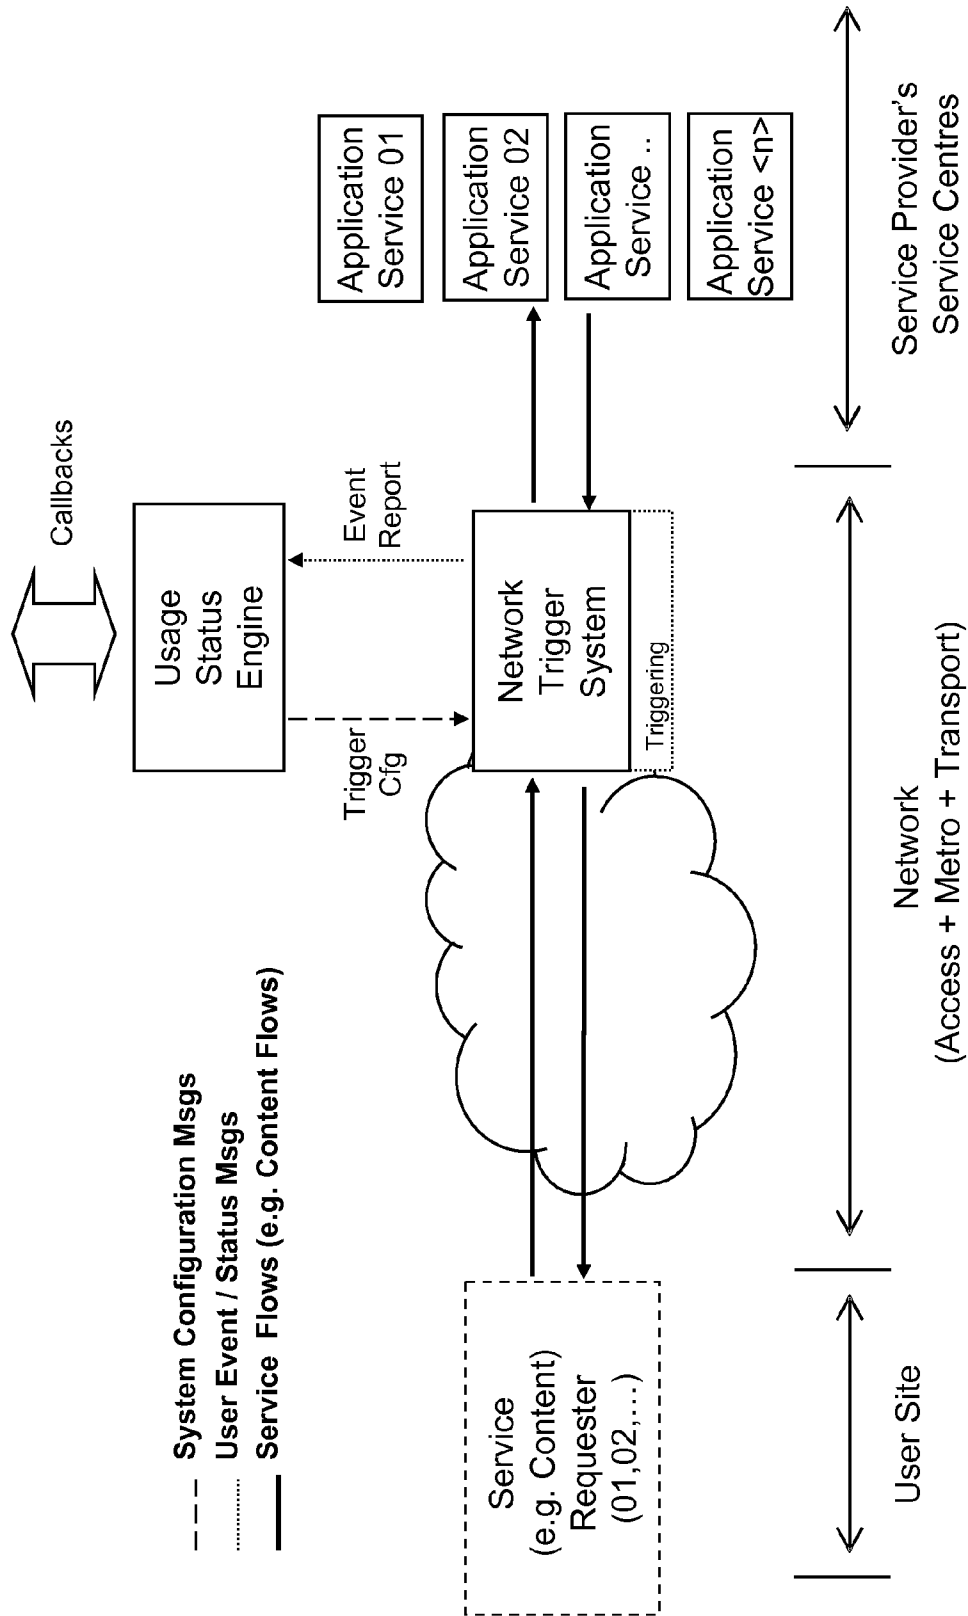 System Configuration Msgs
User Event / Status Msgs
Service Flows (e.g. Content Flows)
Callbacks
Usage
Status
Engine
Trigger
Cfg
Event
Report
Service
(e.g. Content)
Requester
(01,02,...)
Network
Trigger
System
Triggering
Application
Service 01
Application
Service 02
Application
Service ..
Application
Service <n>
User Site
Network
(Access + Metro + Transport)
Service Provider's
Service Centres